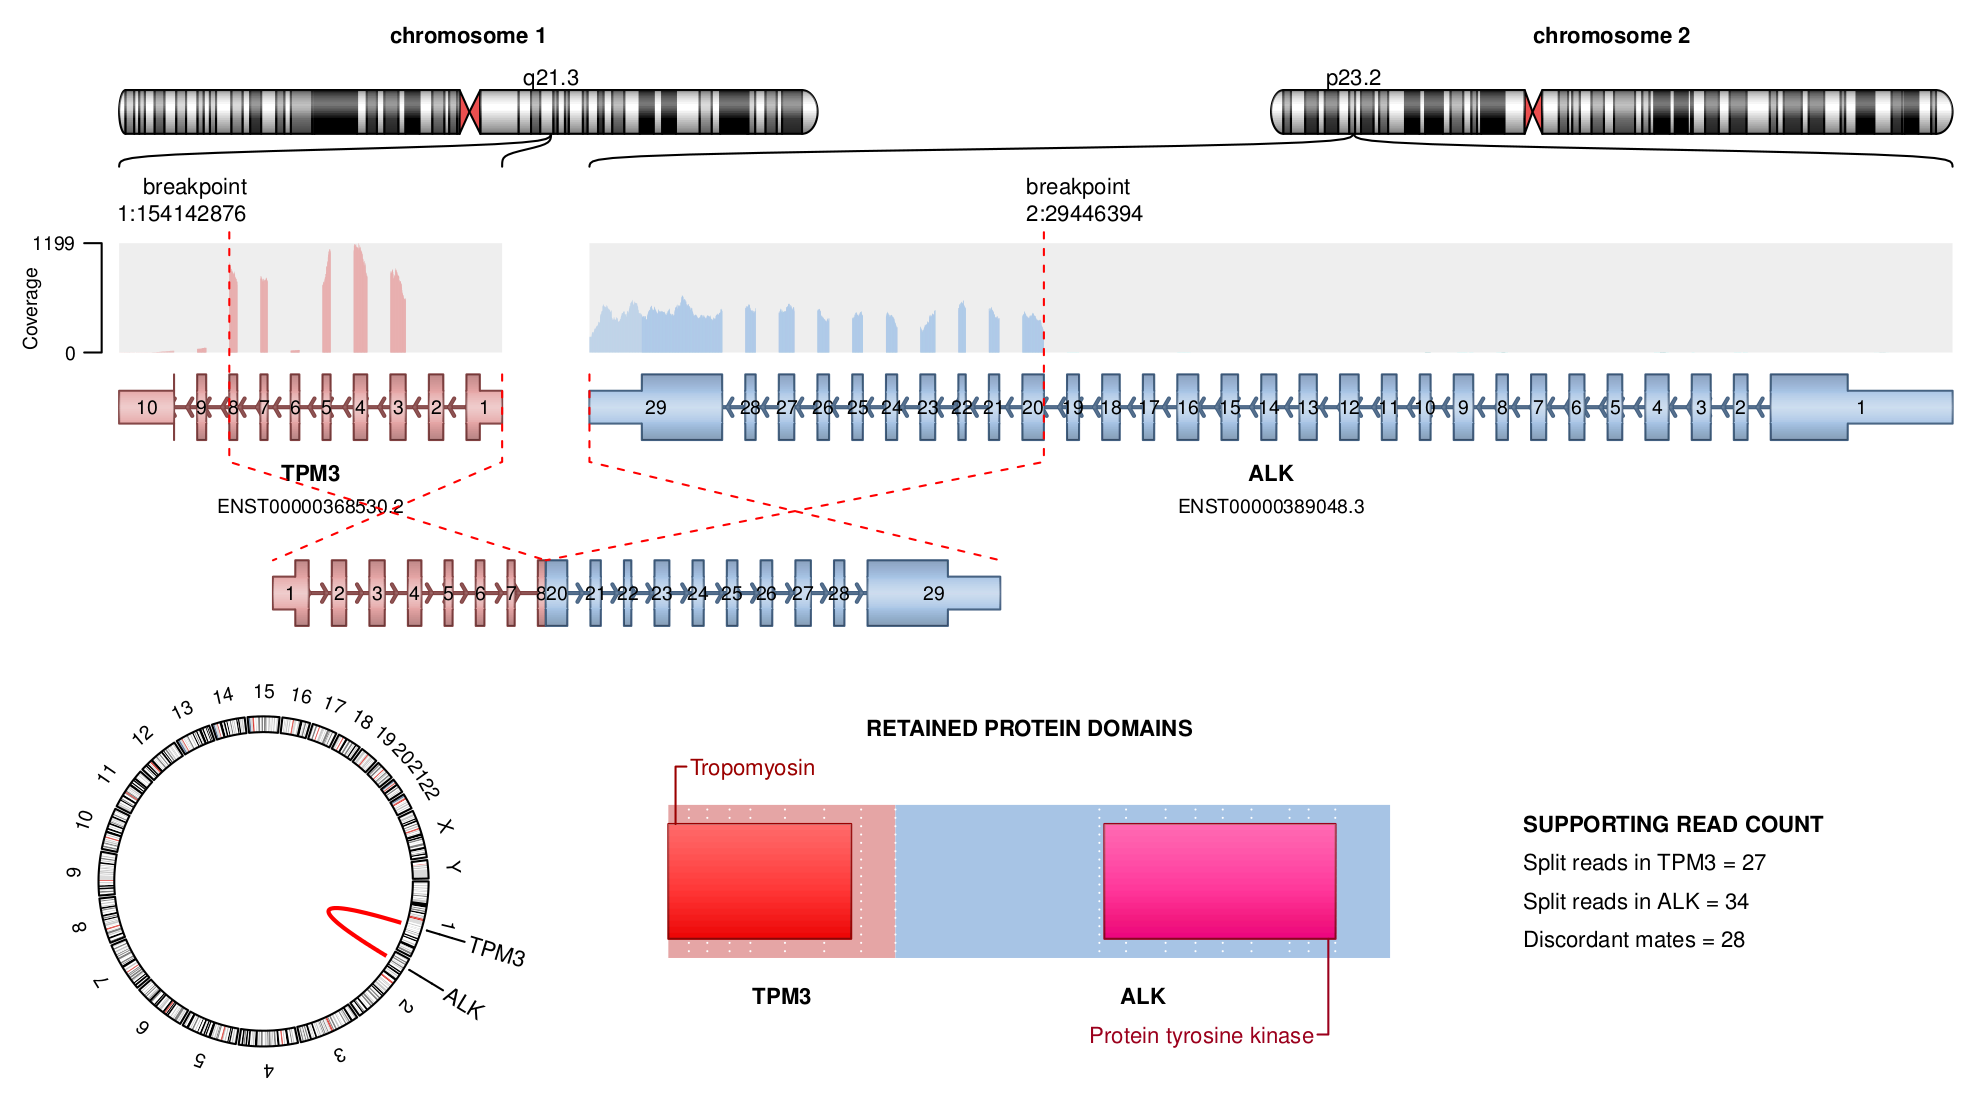 chromosome 1
chromosome 2
q21.3
p23.2
breakpoint
1:154142876
breakpoint
2:29446394
1199
Coverage
0
10 9 8 7 6 5 4 3 2 1
29 28 27 26 25 24 23 22 21 20 19 18 17 16 15 14 13 12 11 10 9 8 7 6 5 4 3 2 1
TPM3
ENST00000368530.2
ALK
ENST00000389048.3
1 2 3 4 5 6 7 8 20 21 22 23 24 25 26 27 28 29
1
2
3
4
5
6
7
8
9
10
11
12
13
14
15
16
17
18
19
20
21
22
X
Y
TPM3
ALK
RETAINED PROTEIN DOMAINS
Tropomyosin
TPM3
ALK
Protein tyrosine kinase
SUPPORTING READ COUNT
Split reads in TPM3 = 27
Split reads in ALK = 34
Discordant mates = 28